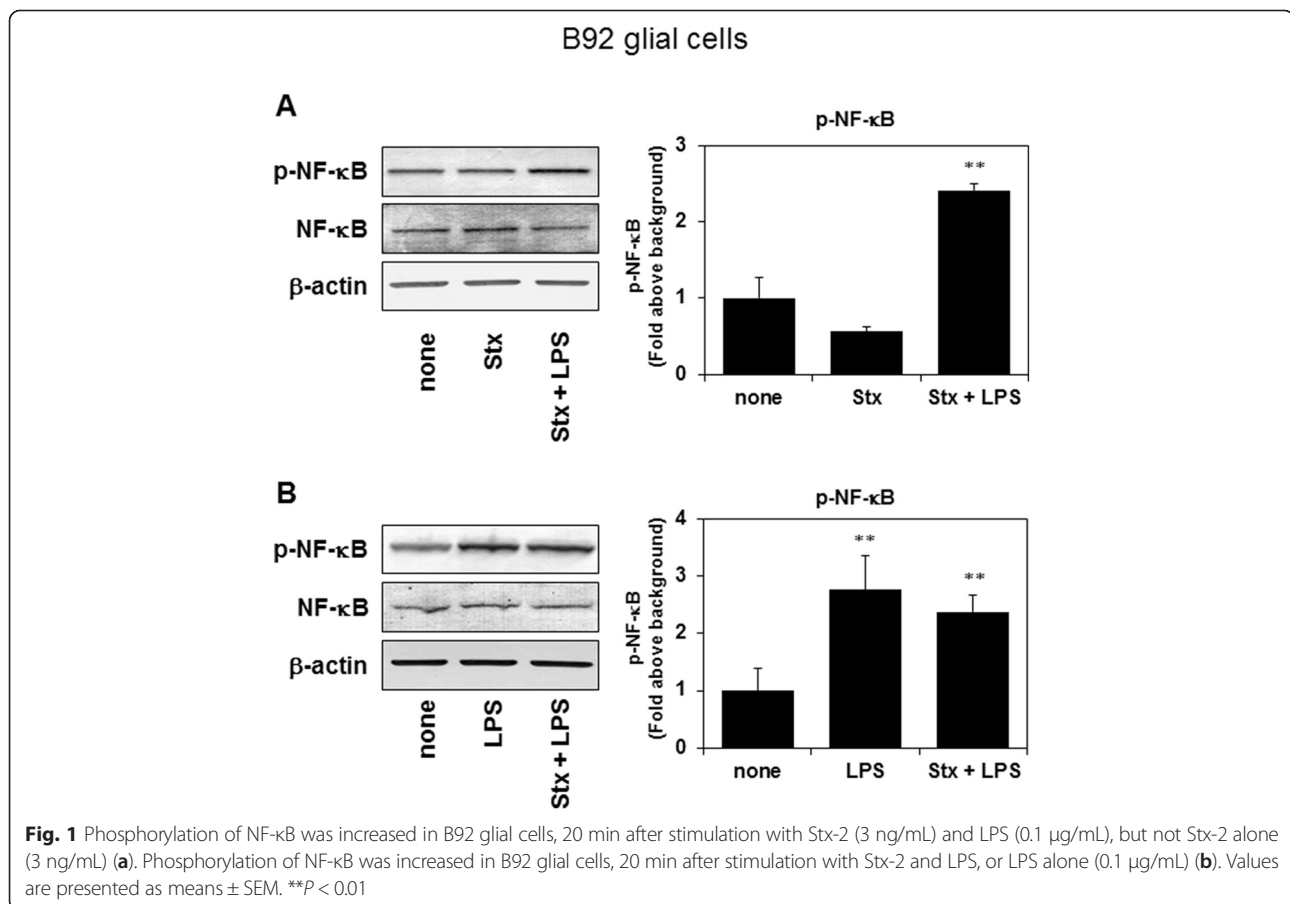 B92 glial cells
A
p-NF-κB
NF-κB
β-actin
none
Stx
Stx + LPS
p-NF-κB
p-NF-κB
(Fold above background)
3
2
1
0
**
none Stx Stx + LPS
B
p-NF-κB
NF-κB
β-actin
none
LPS
Stx + LPS
p-NF-κB
p-NF-κB
(Fold above background)
4
3
2
1
0
**
**
none LPS Stx + LPS
Fig. 1 Phosphorylation of NF-κB was increased in B92 glial cells, 20 min after stimulation with Stx-2 (3 ng/mL) and LPS (0.1 μg/mL), but not Stx-2 alone
(3 ng/mL) (a). Phosphorylation of NF-κB was increased in B92 glial cells, 20 min after stimulation with Stx-2 and LPS, or LPS alone (0.1 μg/mL) (b). Values
are presented as means ± SEM. **P < 0.01